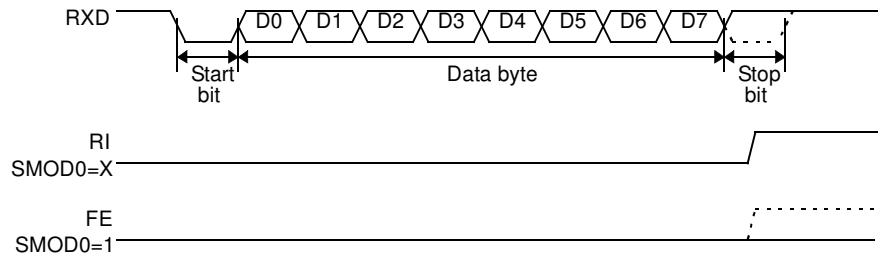 RXD D0 D1 D2 D3 D4 D5 D6 D7
Start bit
Data byte
Stop bit
RI
SMOD0=X
FE
SMOD0=1